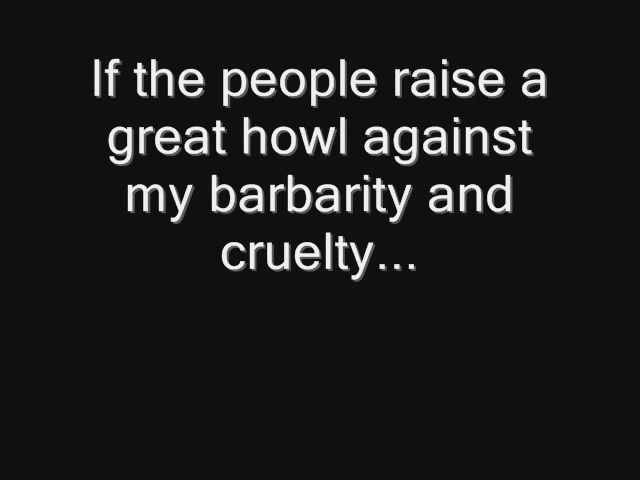 If the people raise a
great howl against
my barbarity and
cruelty...